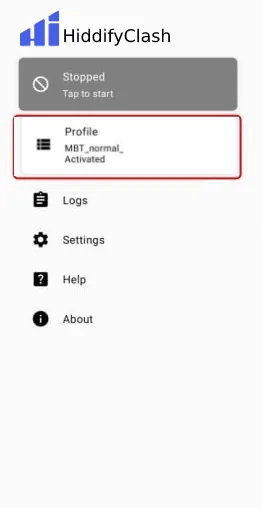 HiddifyClash
Stopped
Tap to start
Profile
MBT_normal_
Activated
Logs
Settings
Help
About